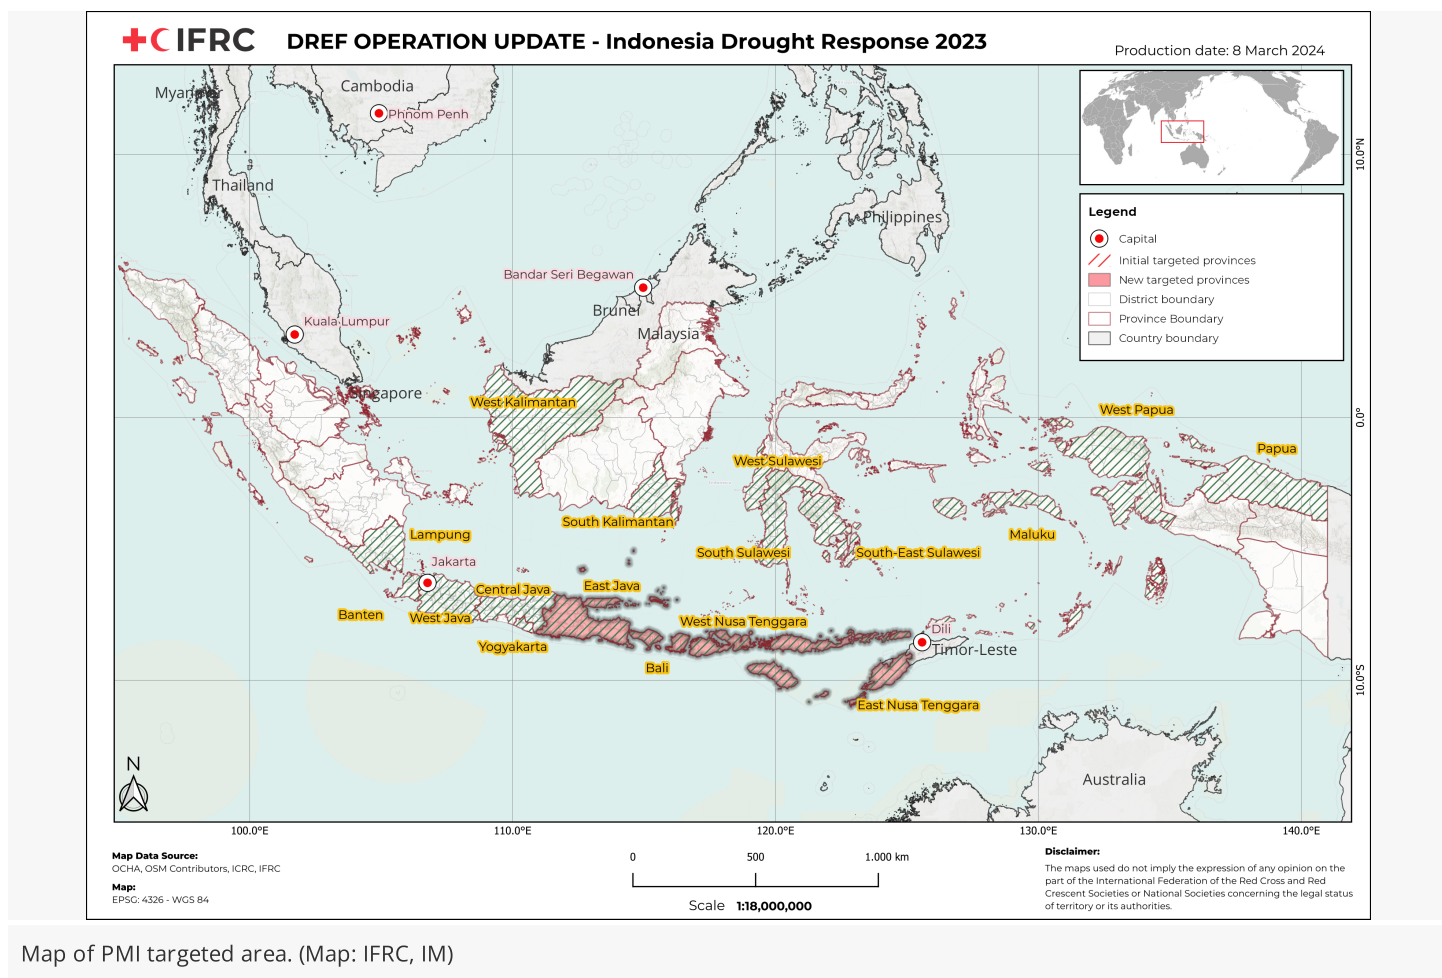 IFRC
DREF OPERATION UPDATE - Indonesia Drought Response 2023
Production date: 8 March 2024
Myanmar
Cambodia
Phnom Penh
Thailand
Philippines
Bandar Seri Begawan
Brunei
Kuala Lumpur
Malaysia
Singapore
West Kalimantan
West Papua
Papua
West Sulawesi
South Kalimantan
Lampung
South Sulawesi
South-East Sulawesi
Maluku
Jakarta
Central Java
East Java
Banten
West Java
West Nusa Tenggara
Dili
Yogyakarta
Timor-Leste
Bali
East Nusa Tenggara
Australia
N
Legend
Capital
Initial targeted provinces
New targeted provinces
District boundary
Province Boundary
Country boundary
10.0°N
0.0°
10.0°S
100.0°E
110.0°E
120.0°E
130.0°E
140.0°E
Map Data Source:
OCHA, OSM Contributors, ICRC, IFRC
Map:
EPSG: 4326 - WGS 84
0 500 1.000 km
Scale 1:18,000,000
Disclaimer:
The maps used do not imply the expression of any opinion on the
part of the International Federation of the Red Cross and Red
Crescent Societies or National Societies concerning the legal status
of territory or its authorities.
Map of PMI targeted area. (Map: IFRC, IM)